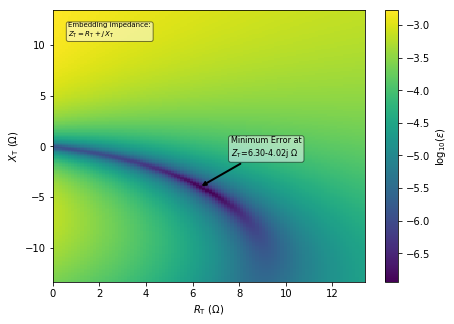 Embedding impedance:
Z_T = R_T + j X_T
Minimum Error at
Z_T=6.30-4.02j Ω
10
5
0
−5
−10
X_T (Ω)
0 2 4 6 8 10 12
R_T (Ω)
−3.0
−3.5
−4.0
−4.5
−5.0
−5.5
−6.0
−6.5
log₁₀(ε)